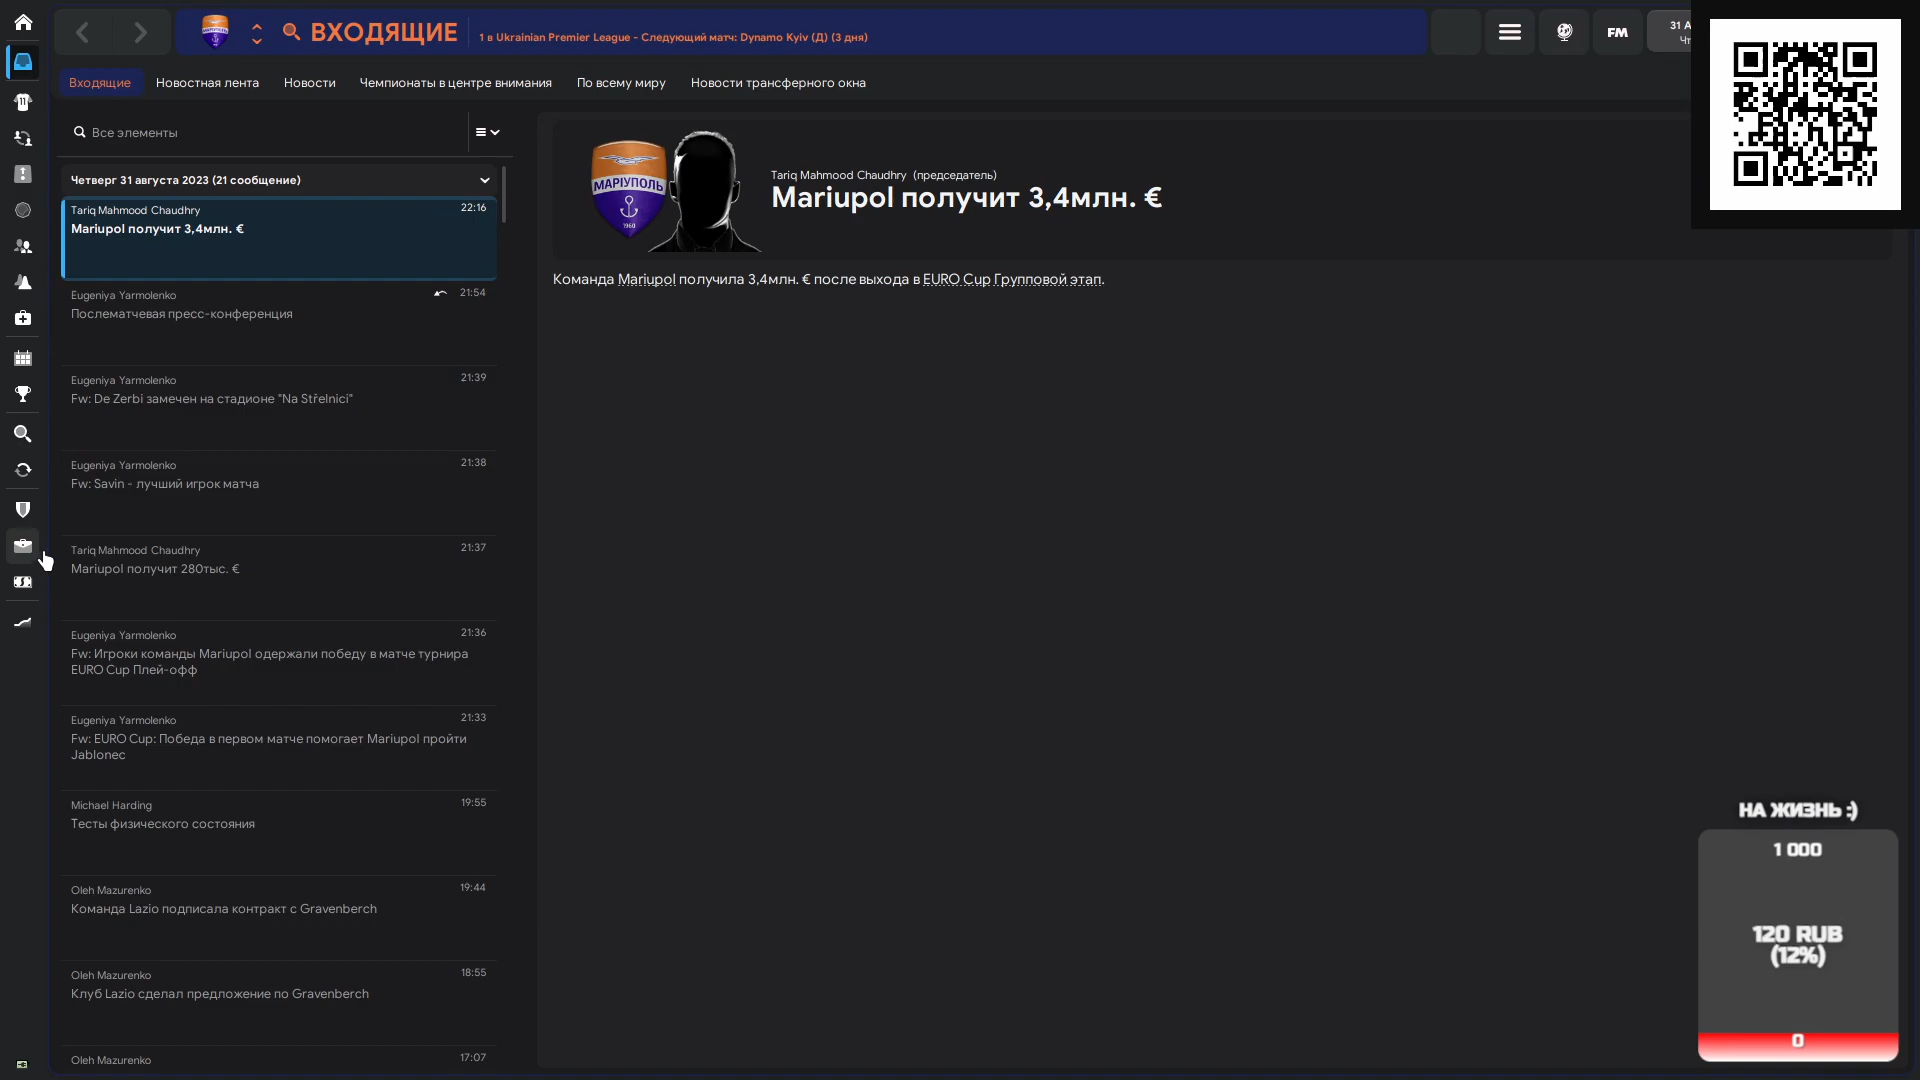 ВХОДЯЩИЕ
1 в Ukrainian Premier League - Следующий матч: Dynamo Kyiv (Д) (3 дня)
FM
31 А
Чт
Входящие
Новостная лента
Новости
Чемпионаты в центре внимания
По всему миру
Новости трансферного окна
Все элементы
Четверг 31 августа 2023 (21 сообщение)
Tariq Mahmood Chaudhry
22:16
Mariupol получит 3,4млн. €
Eugeniya Yarmolenko
21:54
Послематчевая пресс-конференция
Eugeniya Yarmolenko
21:39
Fw: De Zerbi замечен на стадионе "Na Střelnici"
Eugeniya Yarmolenko
21:38
Fw: Savin - лучший игрок матча
Tariq Mahmood Chaudhry
21:37
Mariupol получит 280тыс. €
Eugeniya Yarmolenko
21:36
Fw: Игроки команды Mariupol одержали победу в матче турнира
EURO Cup Плей-офф
Eugeniya Yarmolenko
21:33
Fw: EURO Cup: Победа в первом матче помогает Mariupol пройти
Jablonec
Michael Harding
19:55
Тесты физического состояния
Oleh Mazurenko
19:44
Команда Lazio подписала контракт с Gravenberch
Oleh Mazurenko
18:55
Клуб Lazio сделал предложение по Gravenberch
Oleh Mazurenko
17:07
МАРІУПОЛЬ
1960
Tariq Mahmood Chaudhry (председатель)
Mariupol получит 3,4млн. €
Команда Mariupol получила 3,4млн. € после выхода в EURO Cup Групповой этап.
НА ЖИЗНЬ :)
1 000
120 RUB
(12%)
0